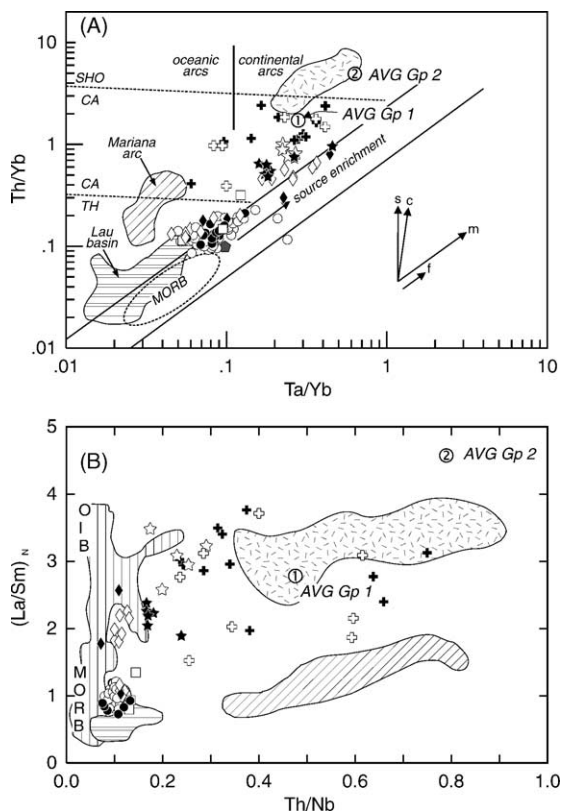 (A)
10
oceanic arcs
continental arcs
② AVG Gp 2
SHO
CA
① AVG Gp 1
1
Th/Yb
Mariana arc
CA
TH
source enrichment
Lau basin
.1
MORB
s
c
m
f
.01
.01
.1
1
10
Ta/Yb
(B)
5
② AVG Gp 2
4
OIB
3
(La/Sm) N
① AVG Gp 1
2
1
MORB
0
0.0
0.2
0.4
0.6
0.8
1.0
Th/Nb